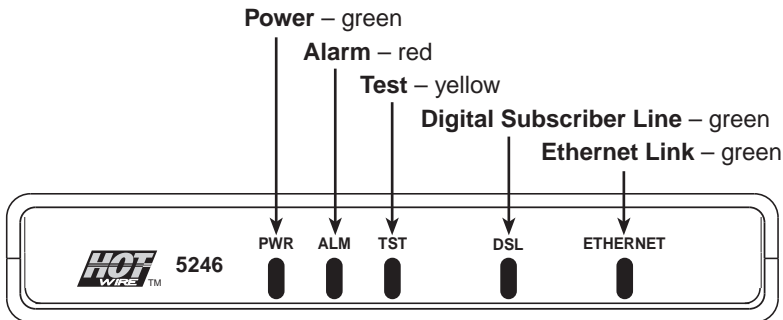 Power – green
Alarm – red
Test – yellow
Digital Subscriber Line – green
Ethernet Link – green
PWR ALM TST DSL ETHERNET
HOT WIRE TM 5246